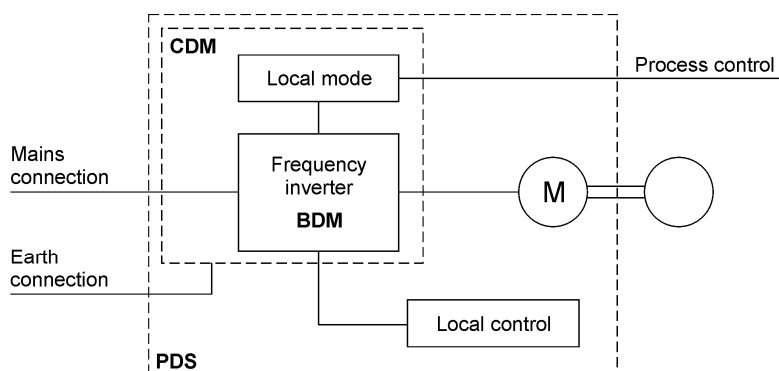 CDM
Local mode
Process control
Mains
connection
Frequency
inverter
BDM
M
Earth
connection
Local control
PDS